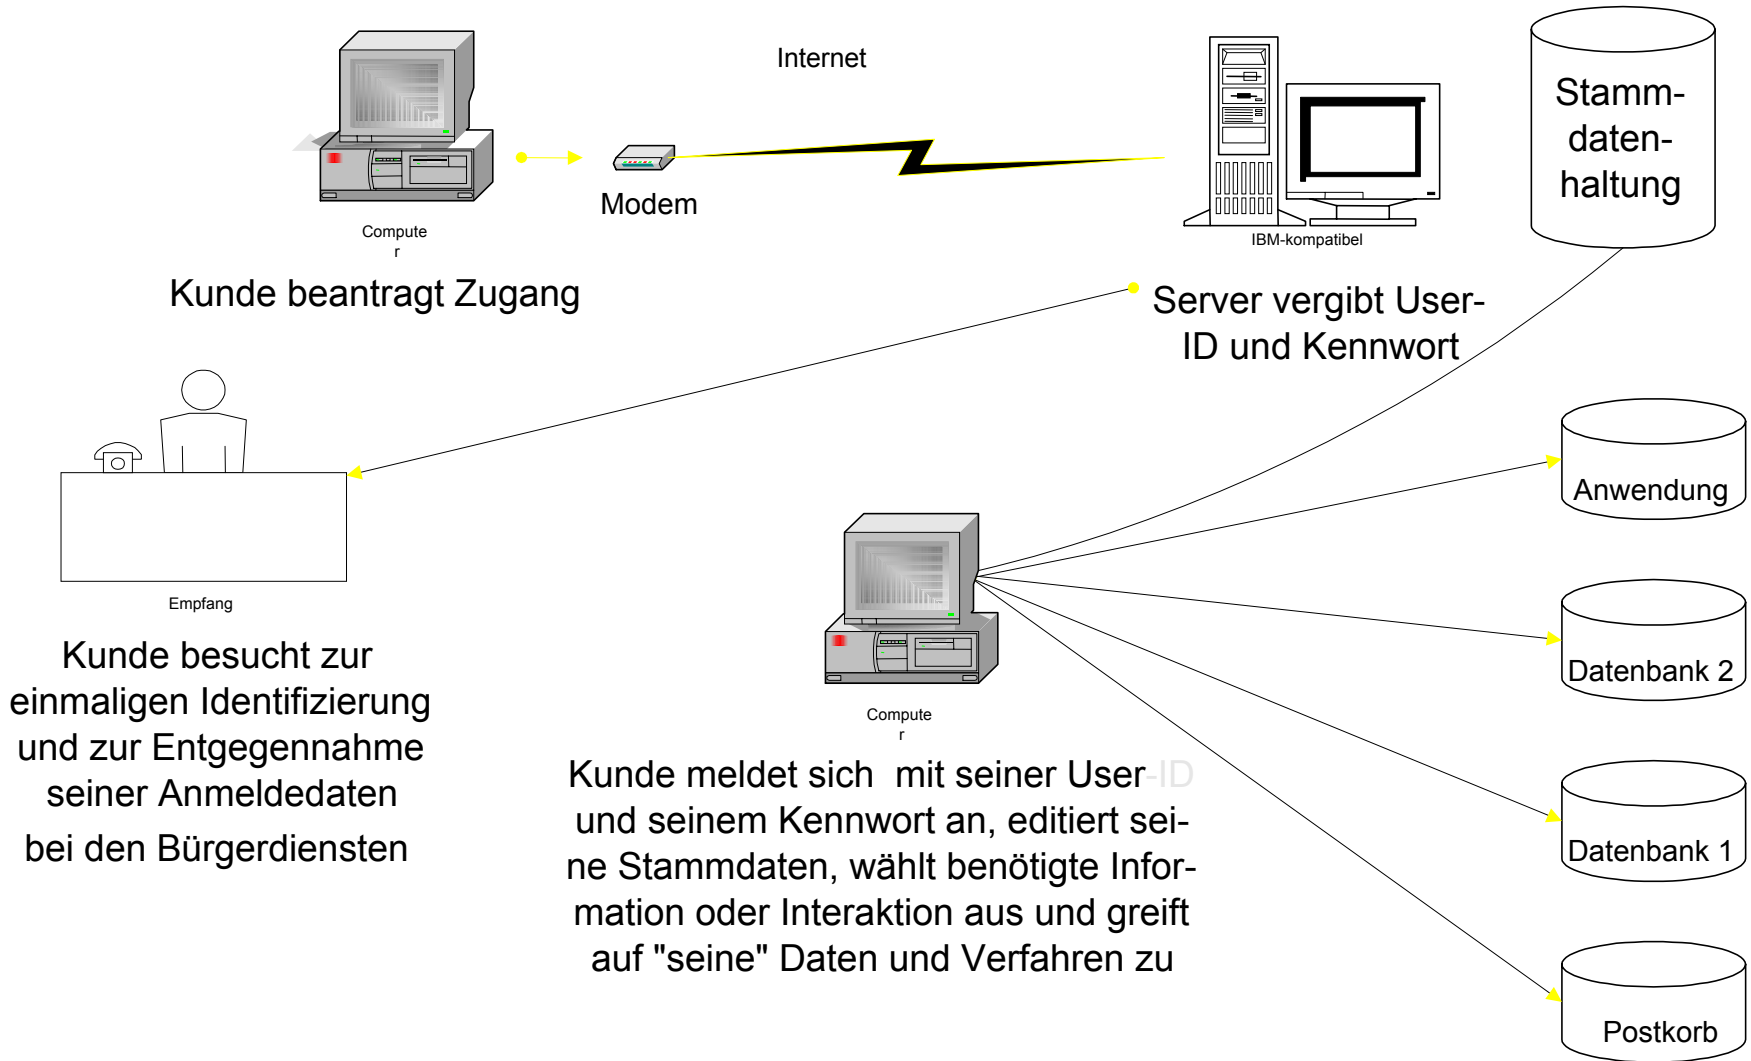 Internet
Stamm-
daten-
haltung
Modem
Compute
r
IBM-kompatibel
Kunde beantragt Zugang
Server vergibt User-
ID und Kennwort
Anwendung
Empfang
Kunde besucht zur
einmaligen Identifizierung
und zur Entgegennahme
seiner Anmeldedaten
bei den Bürgerdiensten
Datenbank 2
Compute
r
Kunde meldet sich  mit seiner User-ID
und seinem Kennwort an, editiert sei-
ne Stammdaten, wählt benötigte Infor-
mation oder Interaktion aus und greift
auf "seine" Daten und Verfahren zu
Datenbank 1
Postkorb